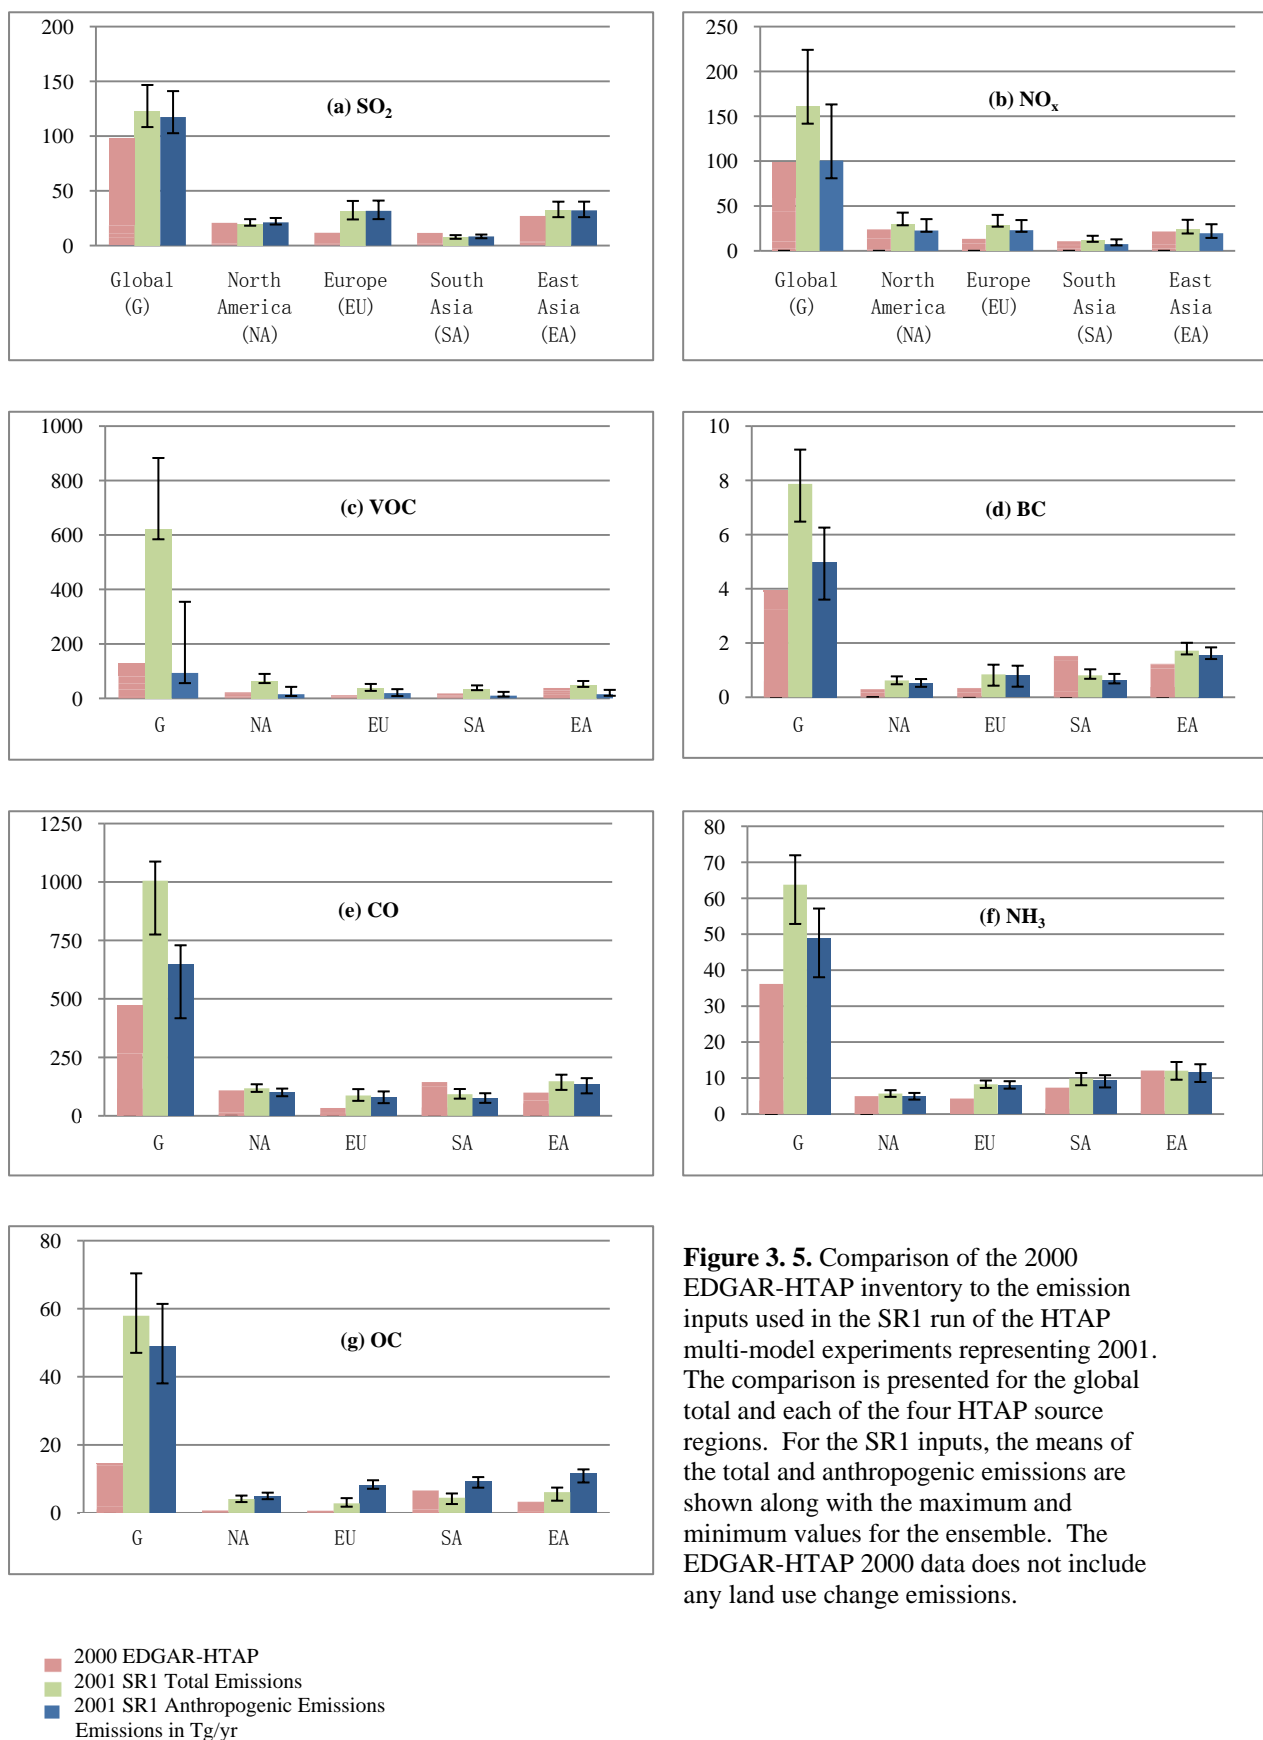 200
150
100
50
0
(a) SO₂
Global
(G)
North
America
(NA)
Europe
(EU)
South
Asia
(SA)
East
Asia
(EA)
250
200
150
100
50
0
(b) NOₓ
Global
(G)
North
America
(NA)
Europe
(EU)
South
Asia
(SA)
East
Asia
(EA)
1000
800
600
400
200
0
(c) VOC
G NA EU SA EA
10
8
6
4
2
0
(d) BC
G NA EU SA EA
1250
1000
750
500
250
0
(e) CO
G NA EU SA EA
80
70
60
50
40
30
20
10
0
(f) NH₃
G NA EU SA EA
80
60
40
20
0
(g) OC
G NA EU SA EA
Figure 3. 5. Comparison of the 2000
EDGAR-HTAP inventory to the emission
inputs used in the SR1 run of the HTAP
multi-model experiments representing 2001.
The comparison is presented for the global
total and each of the four HTAP source
regions. For the SR1 inputs, the means of
the total and anthropogenic emissions are
shown along with the maximum and
minimum values for the ensemble. The
EDGAR-HTAP 2000 data does not include
any land use change emissions.
2000 EDGAR-HTAP
2001 SR1 Total Emissions
2001 SR1 Anthropogenic Emissions
Emissions in Tg/yr